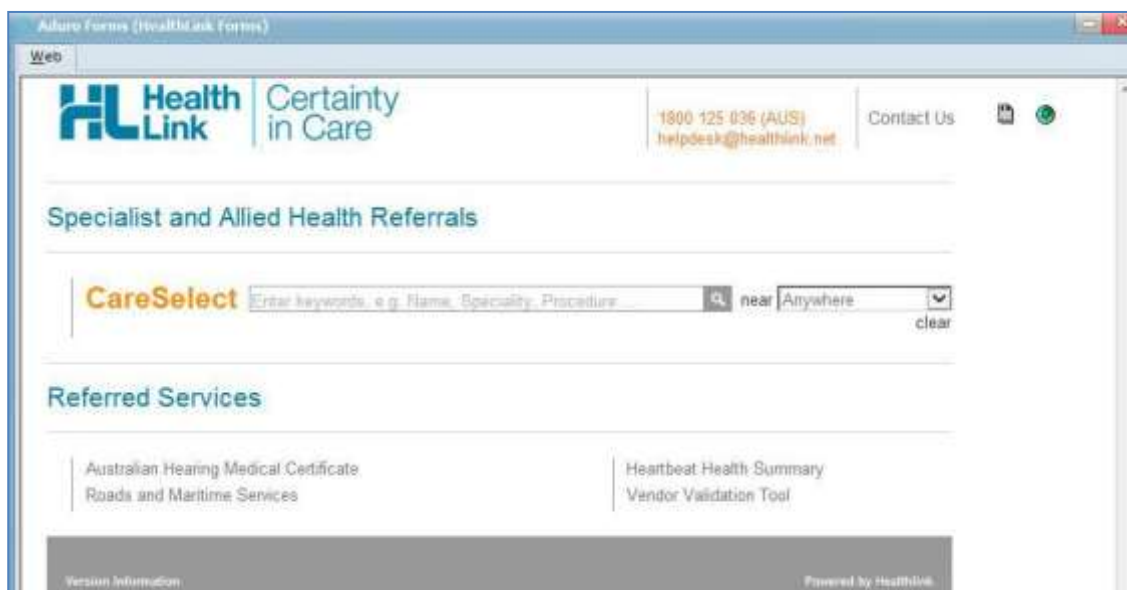 Aduro Forms (HealthLink Forms)
Web
HL Health Link Certainty in Care
1800 125 036 (AUS)
helpdesk@healthlink.net
Contact Us
Specialist and Allied Health Referrals
CareSelect Enter keywords, e.g. Name, Speciality, Procedure near Anywhere
clear
Referred Services
Australian Hearing Medical Certificate
Roads and Maritime Services
Heartbeat Health Summary
Vendor Validation Tool
Version Information
Powered by Healthlink